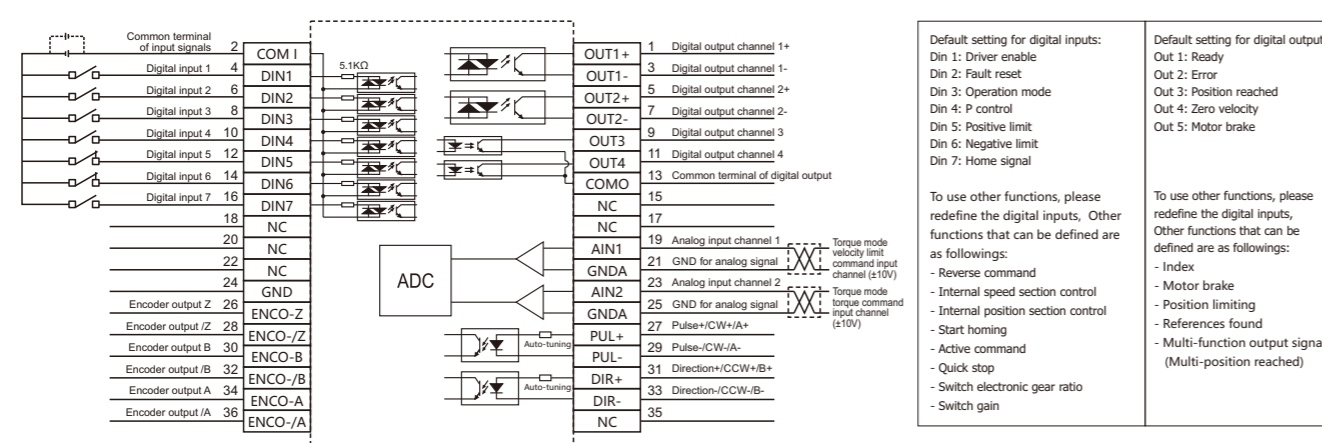 Common terminal
of input signals 2 COM I
Digital input 1 4 DIN1
Digital input 2 6 DIN2
Digital input 3 8 DIN3
Digital input 4 10 DIN4
Digital input 5 12 DIN5
Digital input 6 14 DIN6
Digital input 7 16 DIN7
18 NC
20 NC
22 NC
24 GND
Encoder output Z 26 ENCO-Z
Encoder output /Z 28 ENCO-/Z
Encoder output B 30 ENCO-B
Encoder output /B 32 ENCO-/B
Encoder output A 34 ENCO-A
Encoder output /A 36 ENCO-/A
5.1KΩ
ADC
Auto-tuning
Auto-tuning
OUT1+ 1 Digital output channel 1+
OUT1- 3 Digital output channel 1-
OUT2+ 5 Digital output channel 2+
OUT2- 7 Digital output channel 2-
OUT3 9 Digital output channel 3
OUT4 11 Digital output channel 4
COMO 13 Common terminal of digital output
NC 15
NC 17
AIN1 19 Analog input channel 1
GNDA 21 GND for analog signal
AIN2 23 Analog input channel 2
GNDA 25 GND for analog signal
PUL+ 27 Pulse+/CW+/A+
PUL- 29 Pulse-/CW-/A-
DIR+ 31 Direction+/CCW+/B+
DIR- 33 Direction-/CCW-/B-
NC 35
Torque mode
velocity limit
command input
channel (±10V)
Torque mode
torque command
input channel
(±10V)
Default setting for digital inputs:
Din 1: Driver enable
Din 2: Fault reset
Din 3: Operation mode
Din 4: P control
Din 5: Positive limit
Din 6: Negative limit
Din 7: Home signal
To use other functions, please
redefine the digital inputs, Other
functions that can be defined are
as followings:
- Reverse command
- Internal speed section control
- Internal position section control
- Start homing
- Active command
- Quick stop
- Switch electronic gear ratio
- Switch gain
Default setting for digital output
Out 1: Ready
Out 2: Error
Out 3: Position reached
Out 4: Zero velocity
Out 5: Motor brake
To use other functions, please
redefine the digital inputs,
Other functions that can be
defined are as followings:
- Index
- Motor brake
- Position limiting
- References found
- Multi-function output signa
(Multi-position reached)